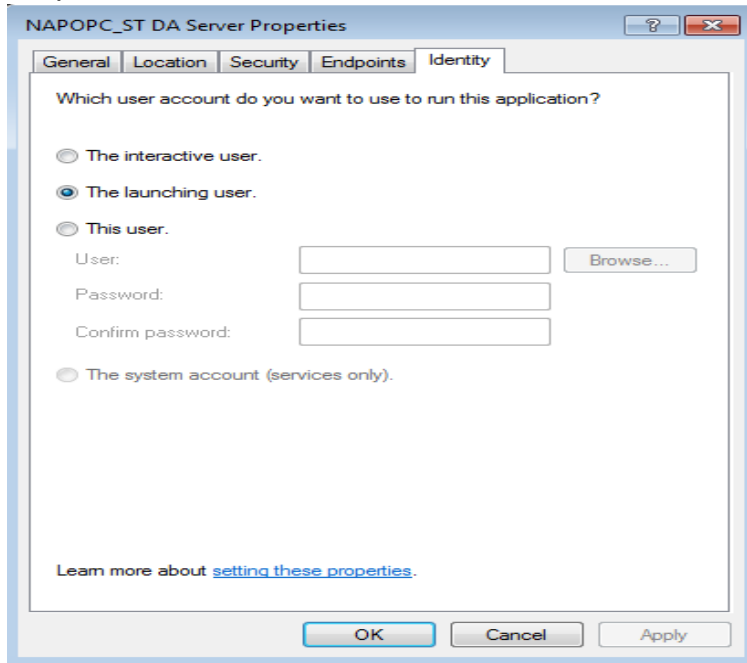 NAPOPC_ST DA Server Properties
General Location Security Endpoints Identity
Which user account do you want to use to run this application?
The interactive user.
The launching user.
This user.
User:
Browse...
Password:
Confirm password:
The system account (services only).
Learn more about setting these properties.
OK Cancel Apply